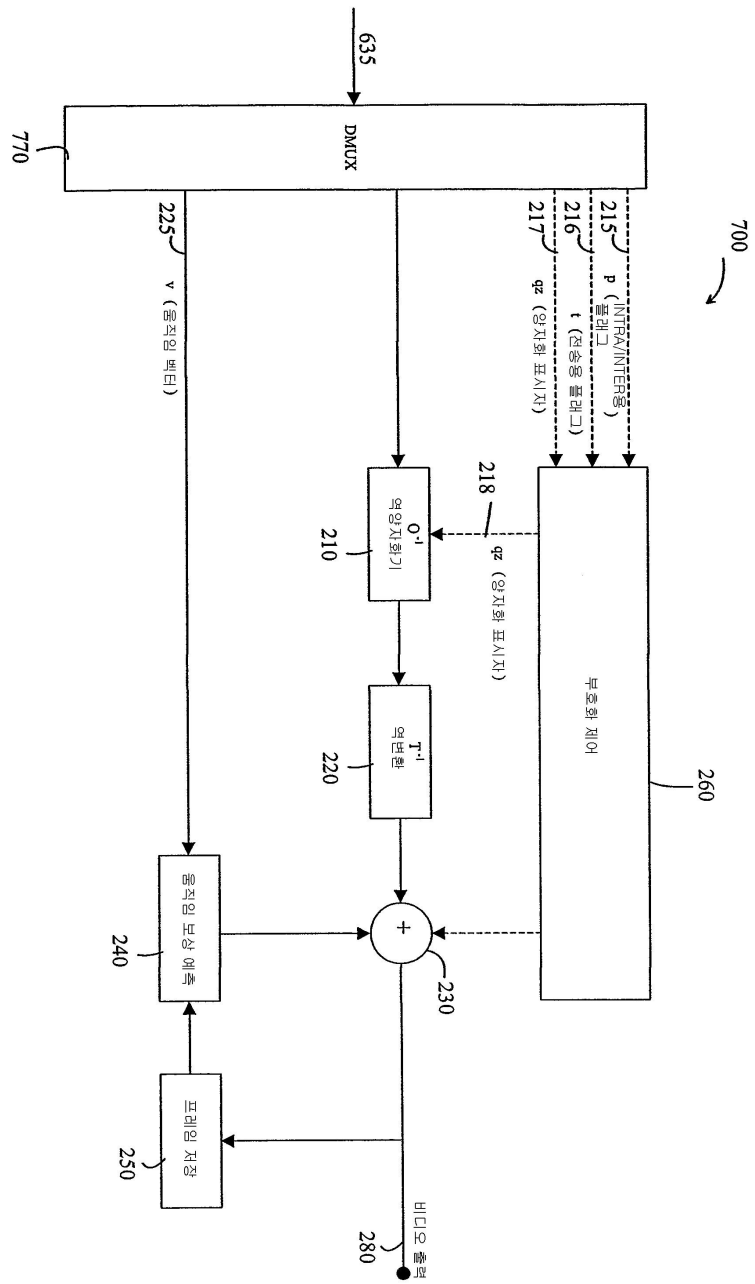 700
260
215
p (INTRA/INTER용
플래그)
216
t (전송용 플래그)
217
qz (양자화 표시자)
부호화 제어
218
qz (양자화 표시자)
635
DMUX
770
Q⁻¹
역양자화기
210
T⁻¹
역변환
220
+
230
비디오 출력
280
225
v (움직임 벡터)
움직임 보상 예측
240
프레임 저장
250